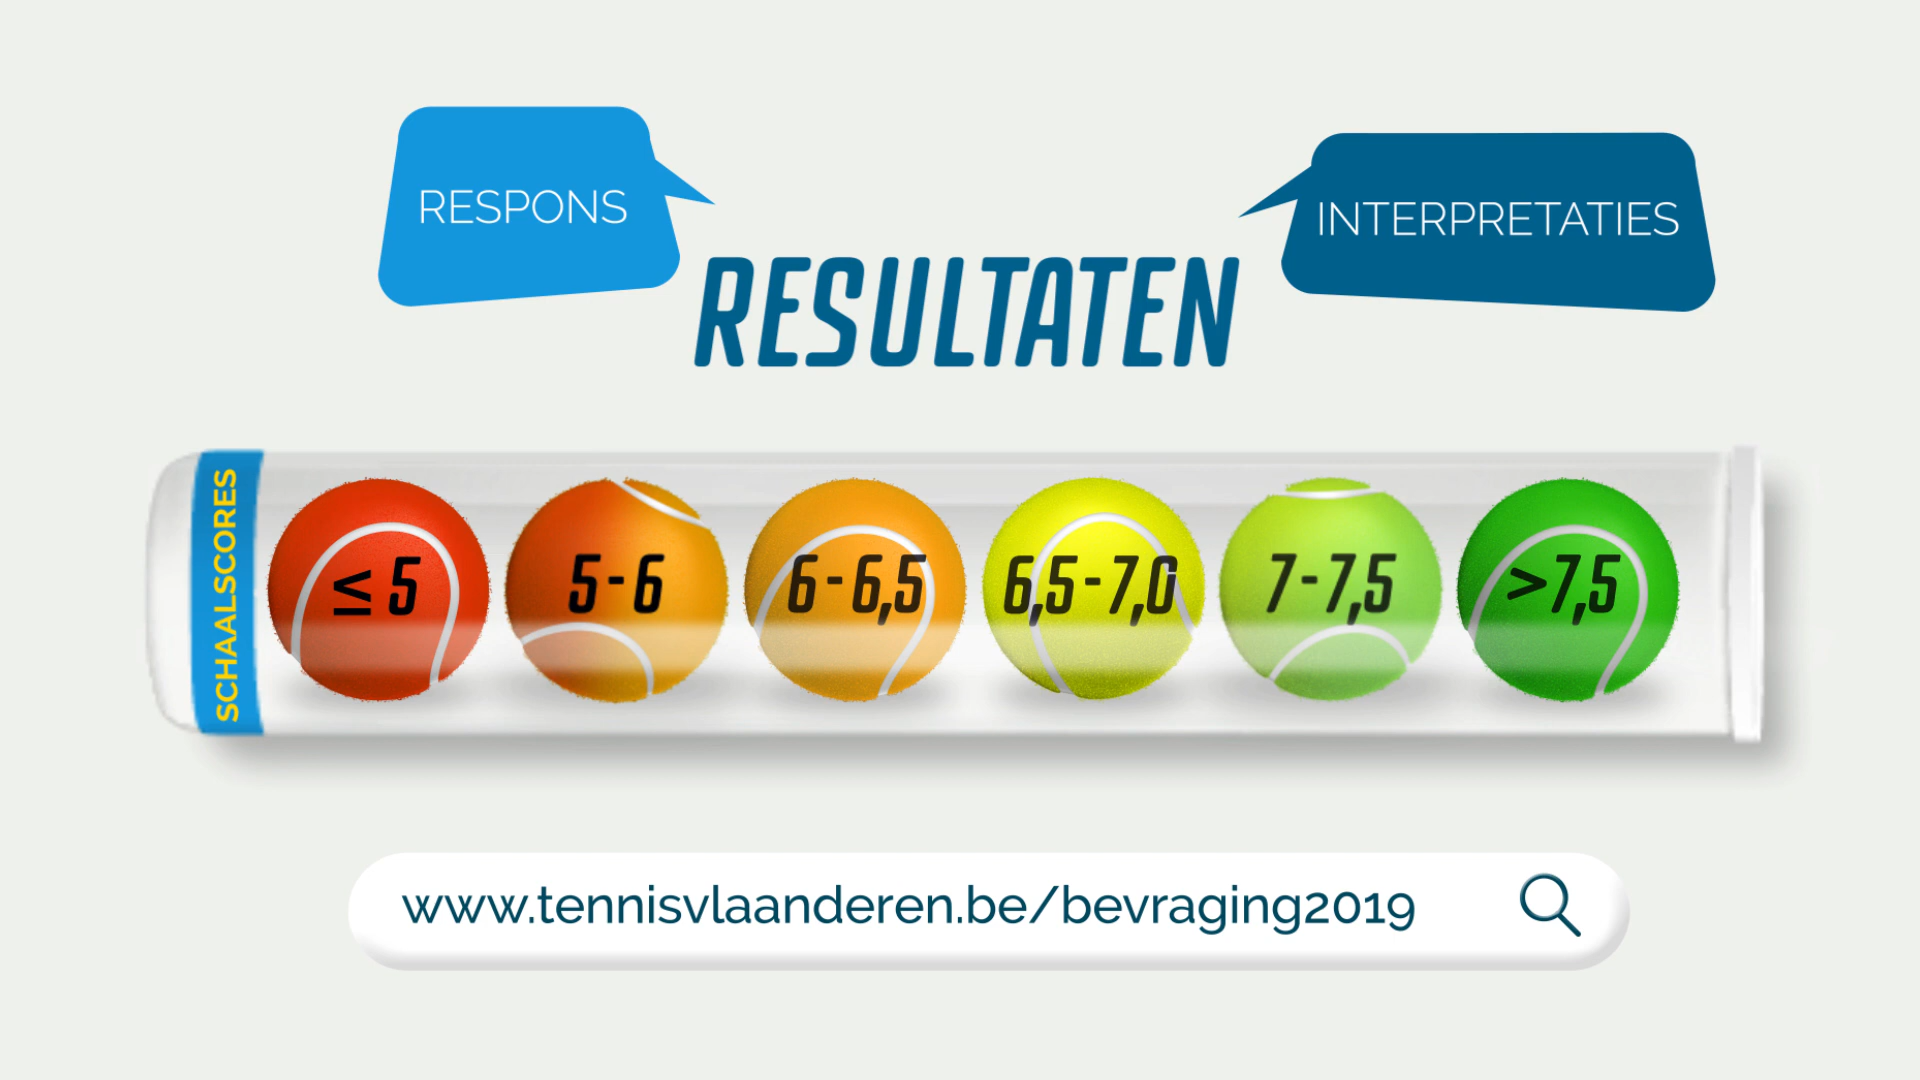 RESPONS
INTERPRETATIES
RESULTATEN
SCHAALSCORES
≤ 5
5 - 6
6 - 6,5
6,5 - 7,0
7 - 7,5
>7,5
www.tennisvlaanderen.be/bevraging2019